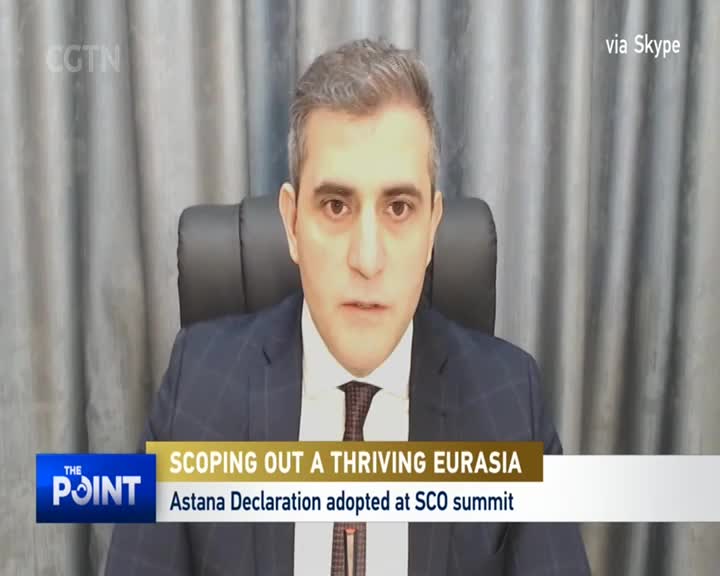 CGTN
via Skype
SCOPING OUT A THRIVING EURASIA
THE
POINT
Astana Declaration adopted at SCO summit